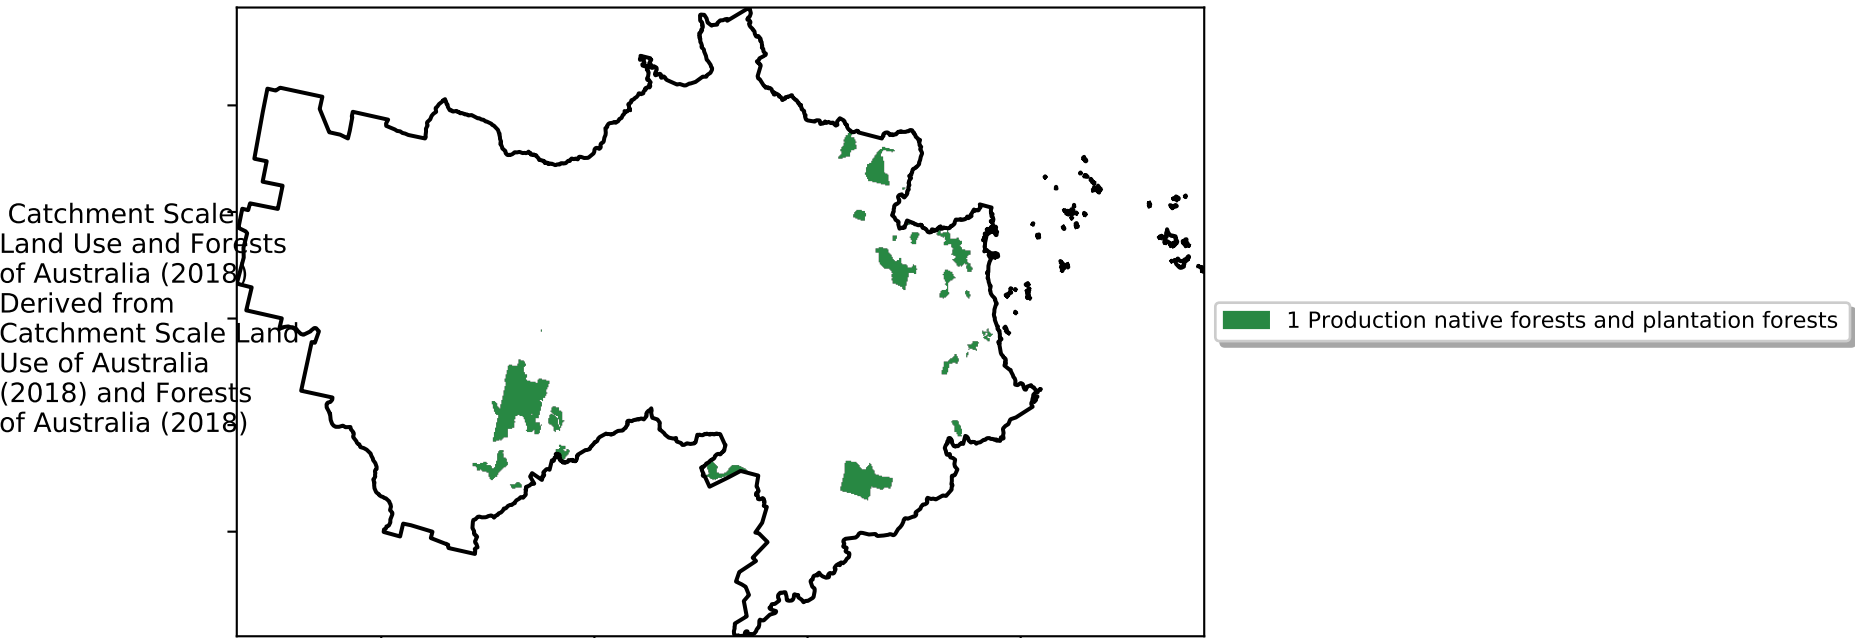 Catchment Scale
Land Use and Forests
of Australia (2018)
Derived from
Catchment Scale Land
Use of Australia
(2018) and Forests
of Australia (2018)
1 Production native forests and plantation forests